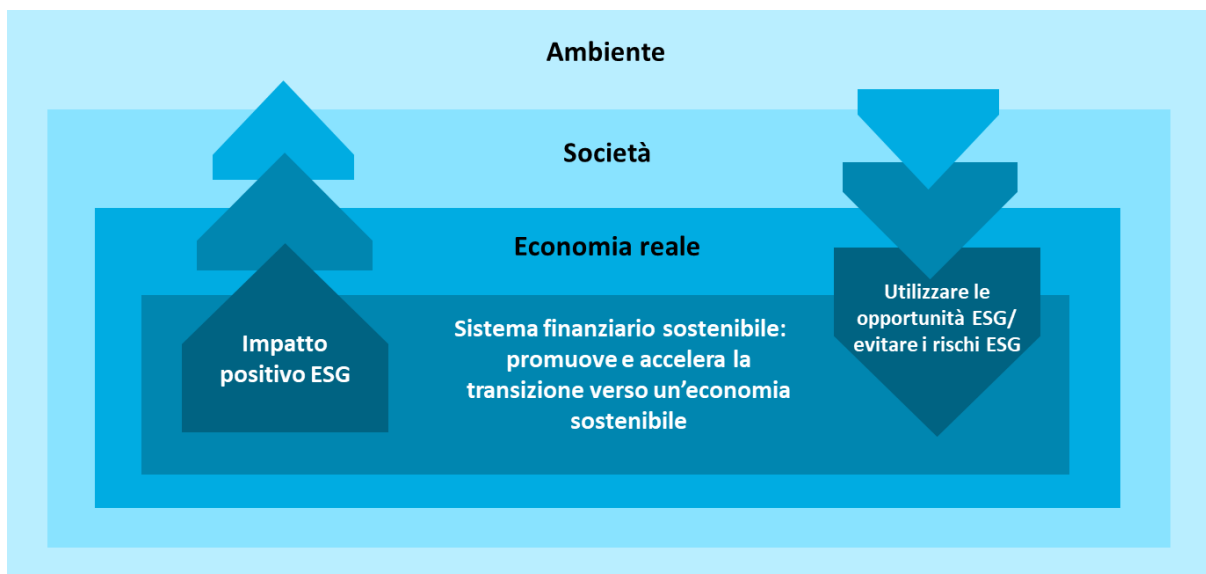 Ambiente
Società
Economia reale
Impatto
positivo ESG
Sistema finanziario sostenibile:
promuove e accelera la
transizione verso un’economia
sostenibile
Utilizzare le
opportunità ESG/
evitare i rischi ESG